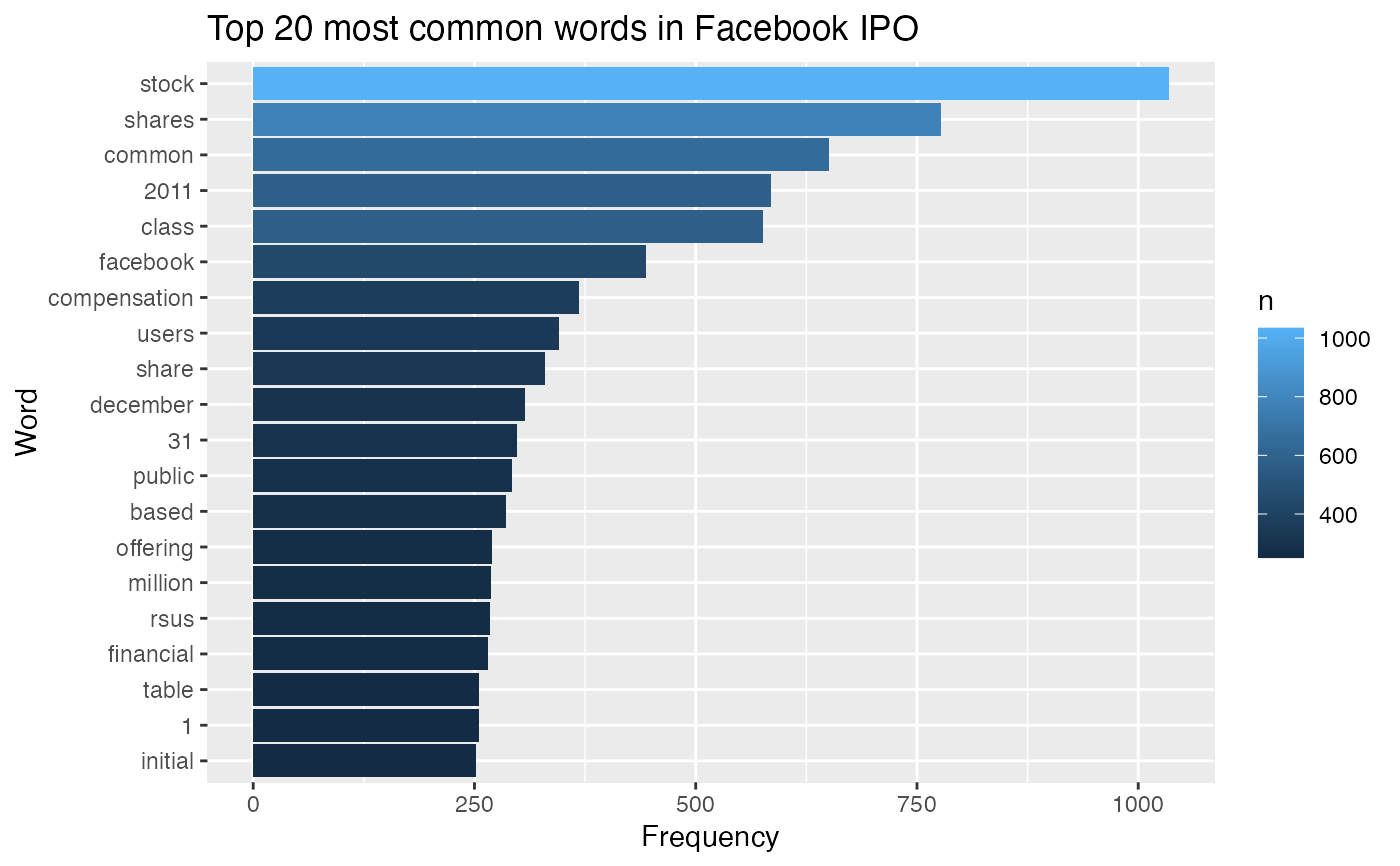 Top 20 most common words in Facebook IPO
stock
shares
common
2011
class
facebook
compensation
users
share
december
31
public
based
offering
million
rsus
financial
table
1
initial
Word
0 250 500 750 1000
Frequency
n
1000
800
600
400